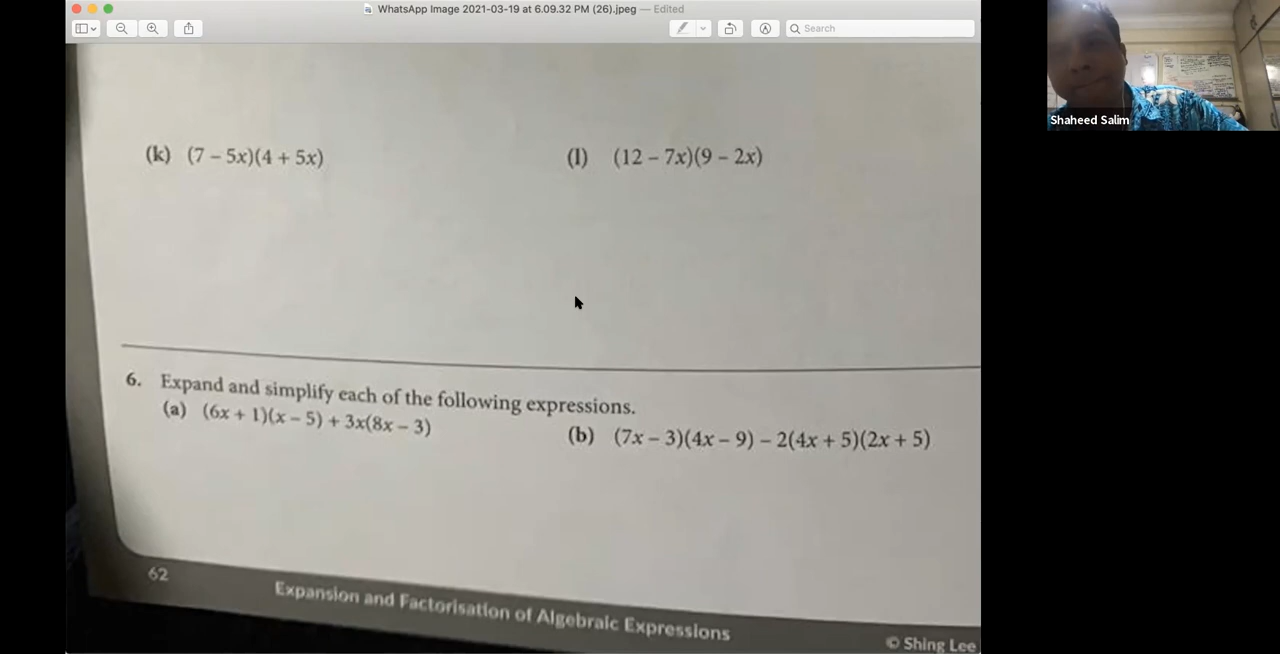 WhatsApp Image 2021-03-19 at 6.09.32 PM (26).jpeg — Edited
Search
Shaheed Salim
(k) (7 – 5x)(4 + 5x)
(l) (12 – 7x)(9 – 2x)
6. Expand and simplify each of the following expressions.
(a) (6x + 1)(x – 5) + 3x(8x – 3)
(b) (7x – 3)(4x – 9) – 2(4x + 5)(2x + 5)
62
Expansion and Factorisation of Algebraic Expressions
© Shing Lee